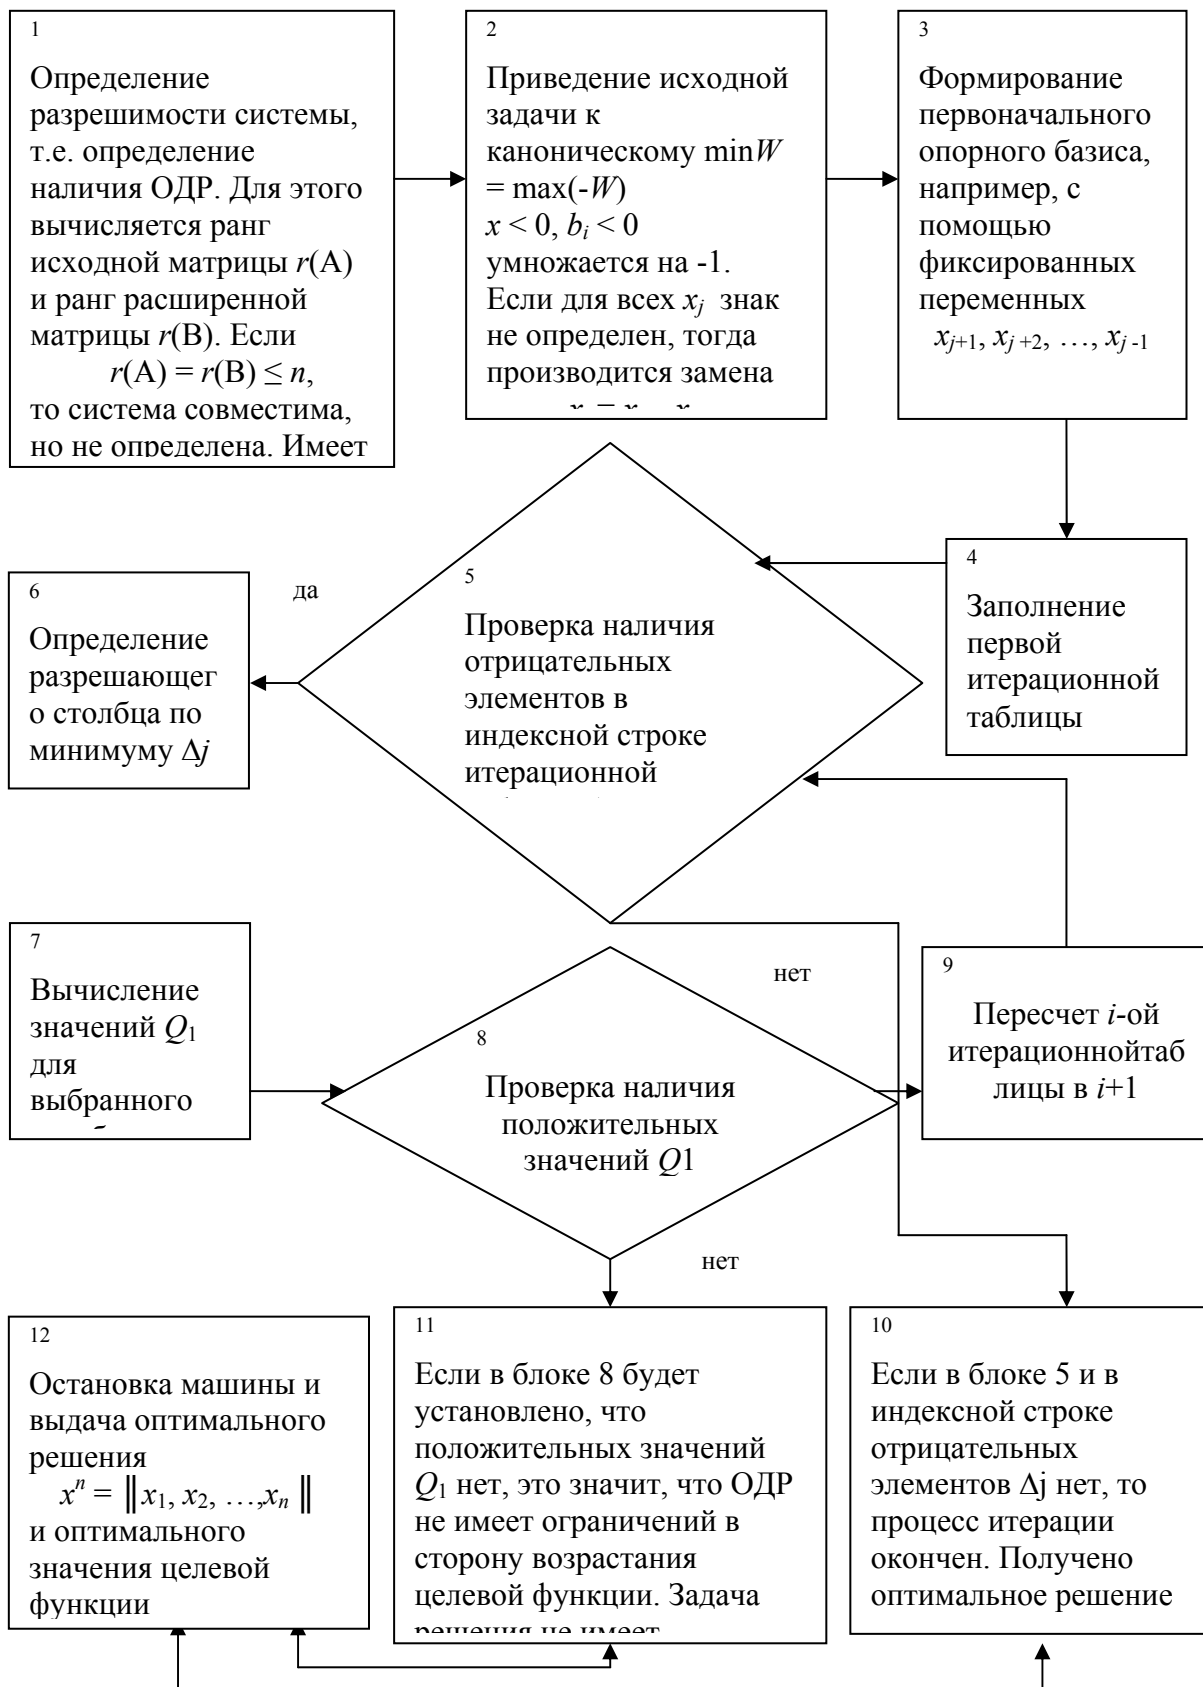 1
Определение
разрешимости системы,
т.е. определение
наличия ОДР. Для этого
вычисляется ранг
исходной матрицы r(A)
и ранг расширенной
матрицы r(B). Если
r(A) = r(B) ≤ n,
то система совместима,
но не определена. Имеет
2
Приведение исходной
задачи к
каноническому minW
= max(-W)
x < 0, bᵢ < 0
умножается на -1.
Если для всех xⱼ знак
не определен, тогда
производится замена
3
Формирование
первоначального
опорного базиса,
например, с
помощью
фиксированных
переменных
xⱼ₊₁, xⱼ ₊₂, …, xⱼ ₋₁
4
Заполнение
первой
итерационной
таблицы
5
Проверка наличия
отрицательных
элементов в
индексной строке
итерационной
да
6
Определение
разрешающег
о столбца по
минимуму Δj
7
Вычисление
значений Q₁
для
выбранного
8
Проверка наличия
положительных
значений Q1
нет
9
Пересчет i-ой
итерационнойтаб
лицы в i+1
нет
12
Остановка машины и
выдача оптимального
решения
xⁿ = ‖x₁, x₂, …,xₙ ‖
и оптимального
значения целевой
функции
11
Если в блоке 8 будет
установлено, что
положительных значений
Q₁ нет, это значит, что ОДР
не имеет ограничений в
сторону возрастания
целевой функции. Задача
решения не имеет
10
Если в блоке 5 и в
индексной строке
отрицательных
элементов Δj нет, то
процесс итерации
окончен. Получено
оптимальное решение